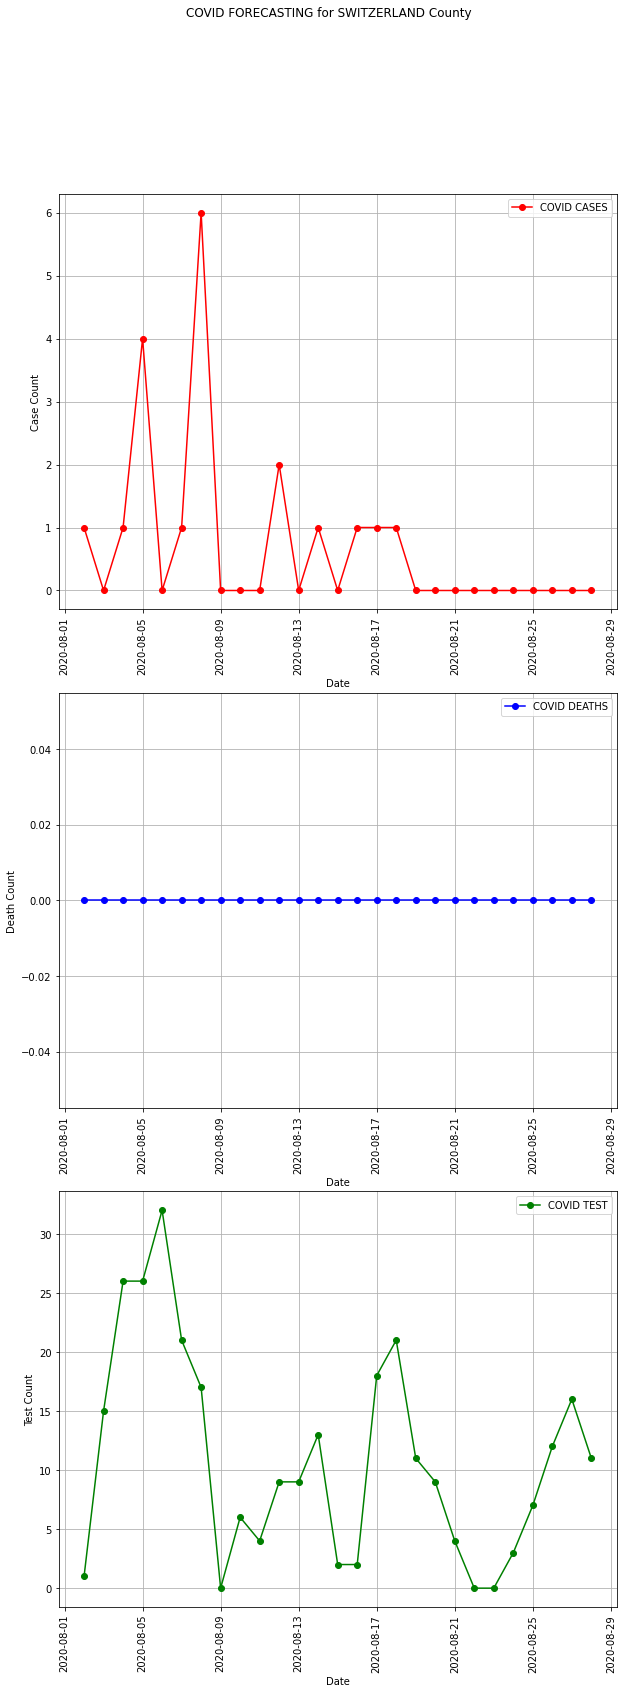 COVID FORECASTING for SWITZERLAND County
COVID CASES
6
5
4
3
2
1
0
Case Count
2020-08-01 2020-08-05 2020-08-09 2020-08-13 2020-08-17 2020-08-21 2020-08-25 2020-08-29
Date
COVID DEATHS
0.04
0.02
0.00
−0.02
−0.04
Death Count
2020-08-01 2020-08-05 2020-08-09 2020-08-13 2020-08-17 2020-08-21 2020-08-25 2020-08-29
Date
COVID TEST
30
25
20
15
10
5
0
Test Count
2020-08-01 2020-08-05 2020-08-09 2020-08-13 2020-08-17 2020-08-21 2020-08-25 2020-08-29
Date